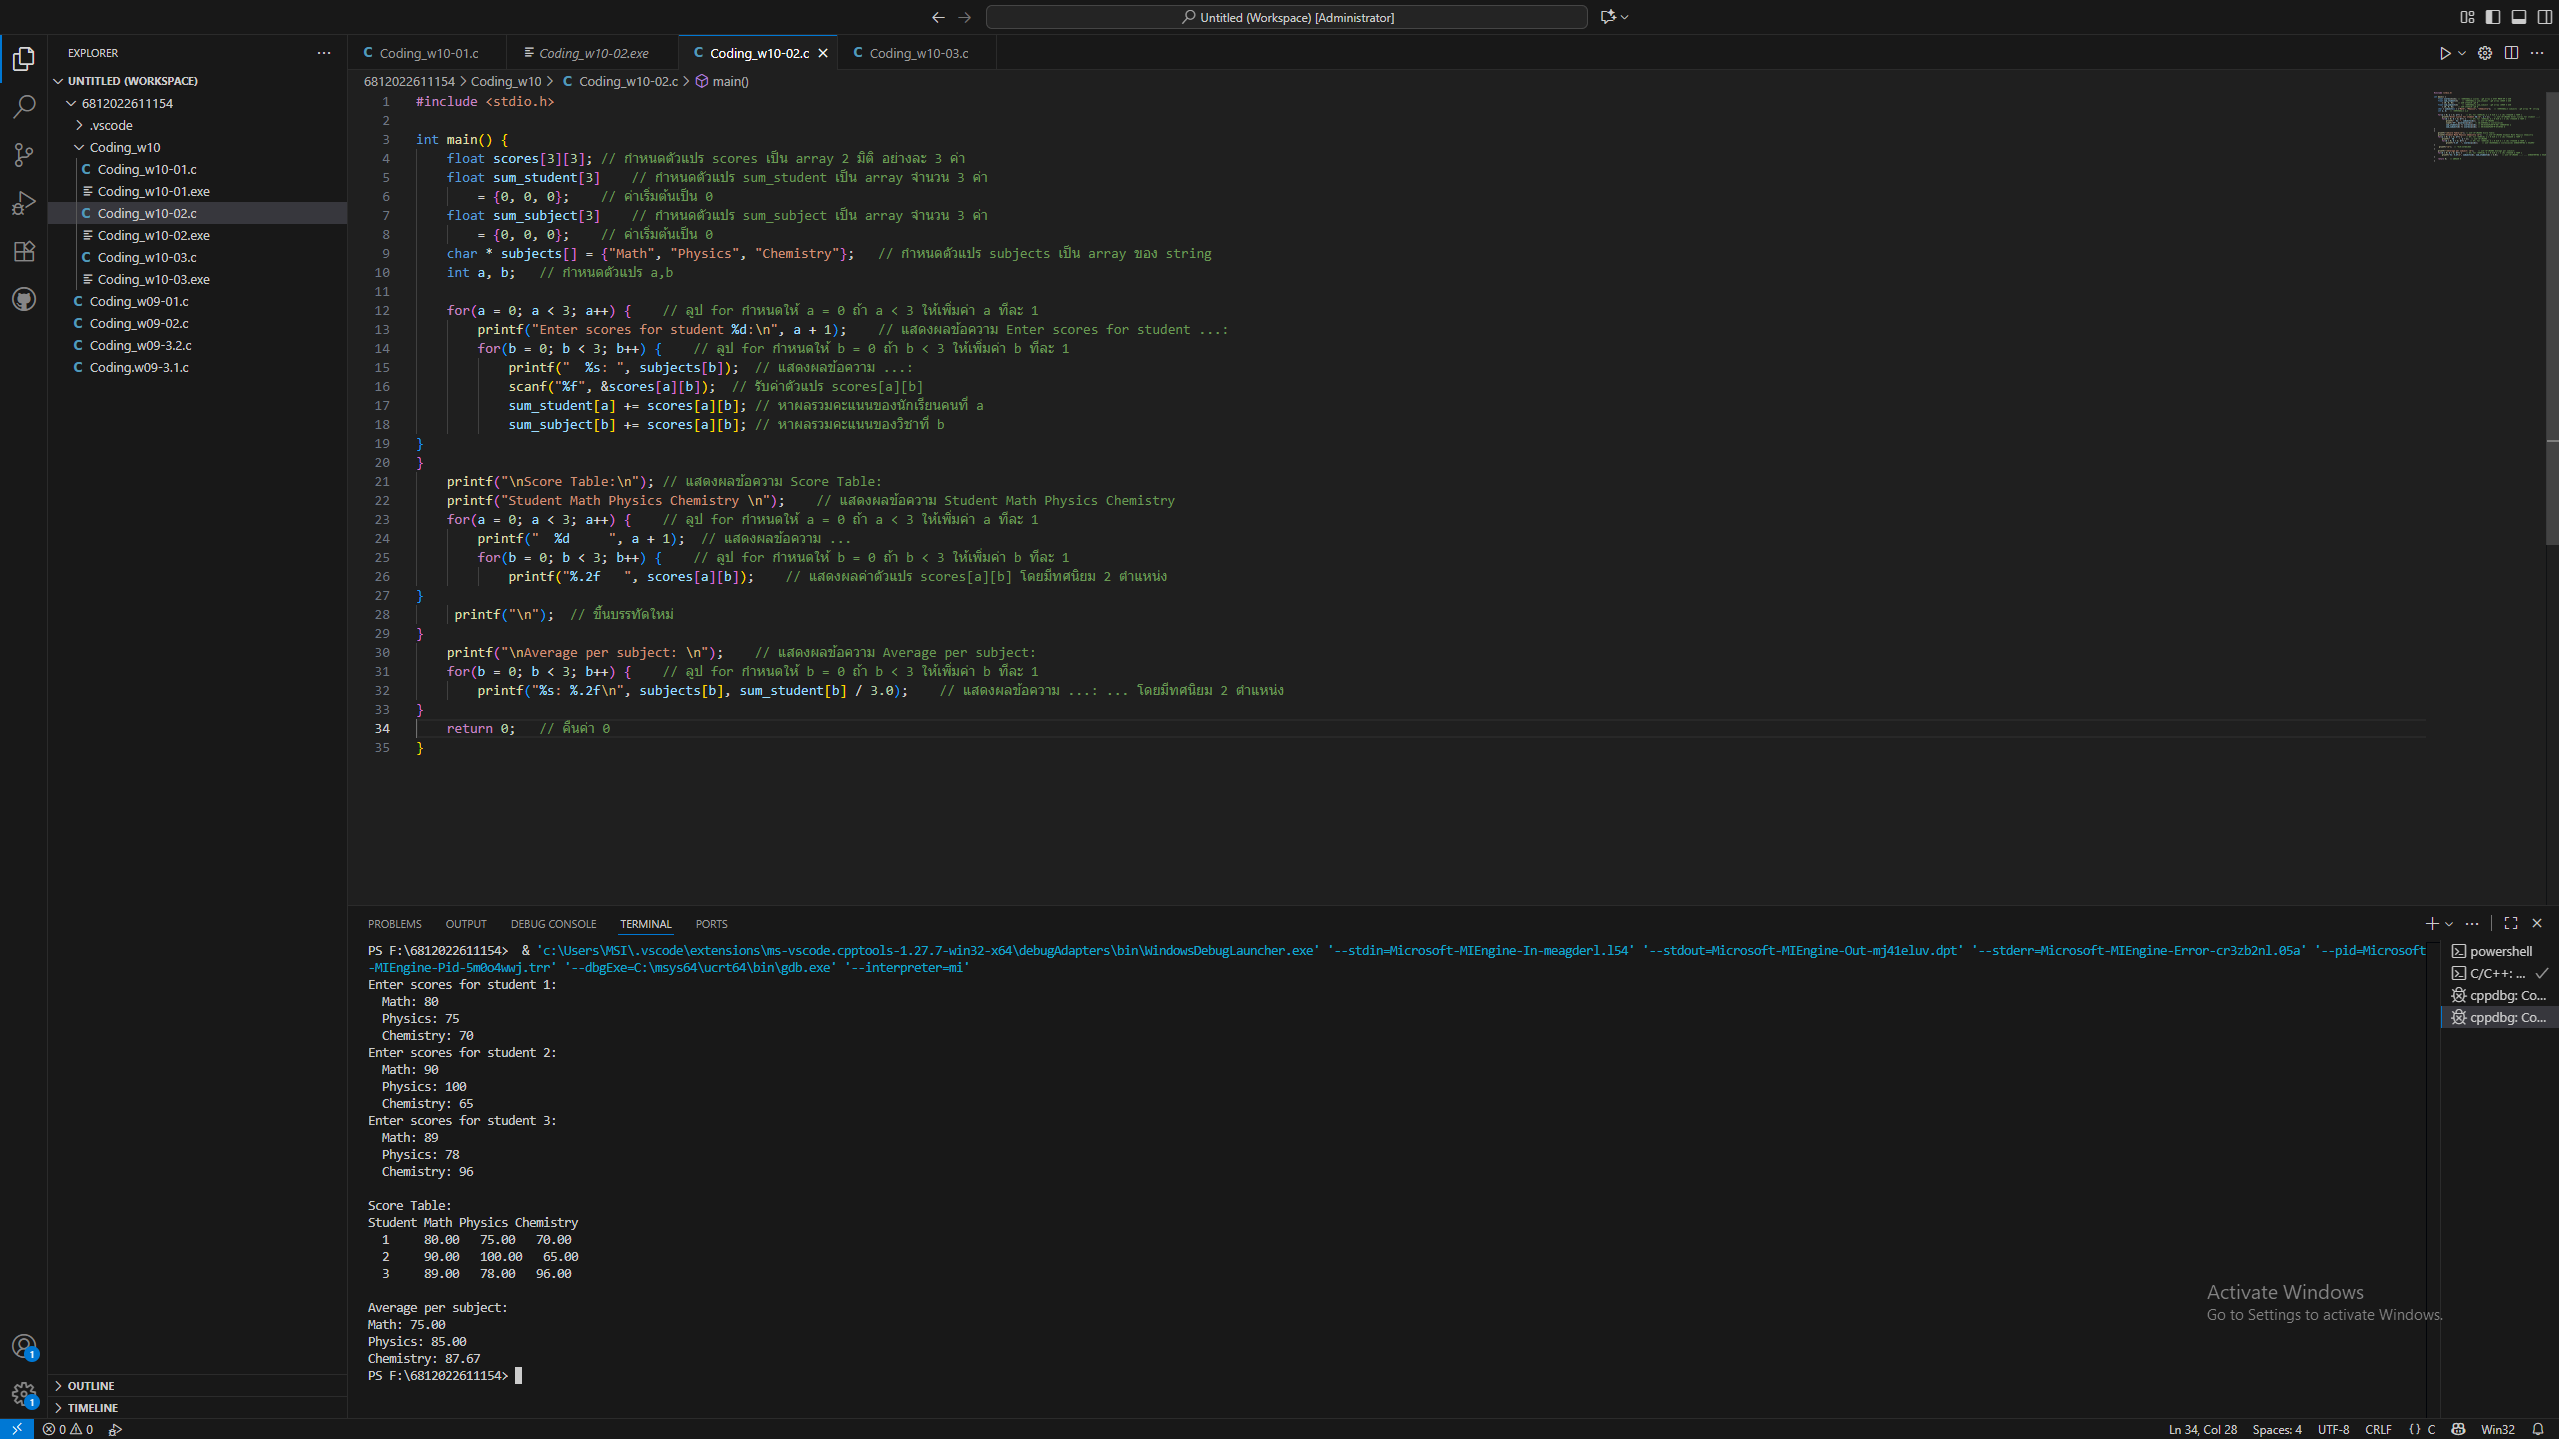 Untitled (Workspace) [Administrator]
EXPLORER
UNTITLED (WORKSPACE)
6812022611154
.vscode
Coding_w10
C Coding_w10-01.c
Coding_w10-01.exe
C Coding_w10-02.c
Coding_w10-02.exe
C Coding_w10-03.c
Coding_w10-03.exe
C Coding_w09-01.c
C Coding_w09-02.c
C Coding_w09-3.2.c
C Coding.w09-3.1.c
OUTLINE
TIMELINE
C Coding_w10-01.c
Coding_w10-02.exe
C Coding_w10-02.c
C Coding_w10-03.c
6812022611154 > Coding_w10 > C Coding_w10-02.c > main()
1 #include <stdio.h>
2
3 int main() {
4 float scores[3][3]; // กำหนดตัวแปร scores เป็น array 2 มิติ อย่างละ 3 ค่า
5 float sum_student[3] // กำหนดตัวแปร sum_student เป็น array จำนวน 3 ค่า
6 = {0, 0, 0}; // ค่าเริ่มต้นเป็น 0
7 float sum_subject[3] // กำหนดตัวแปร sum_subject เป็น array จำนวน 3 ค่า
8 = {0, 0, 0}; // ค่าเริ่มต้นเป็น 0
9 char * subjects[] = {"Math", "Physics", "Chemistry"}; // กำหนดตัวแปร subjects เป็น array ของ string
10 int a, b; // กำหนดตัวแปร a,b
11
12 for(a = 0; a < 3; a++) { // ลูป for กำหนดให้ a = 0 ถ้า a < 3 ให้เพิ่มค่า a ทีละ 1
13 printf("Enter scores for student %d:\n", a + 1); // แสดงผลข้อความ Enter scores for student ...:
14 for(b = 0; b < 3; b++) { // ลูป for กำหนดให้ b = 0 ถ้า b < 3 ให้เพิ่มค่า b ทีละ 1
15 printf("  %s: ", subjects[b]); // แสดงผลข้อความ ...:
16 scanf("%f", &scores[a][b]); // รับค่าตัวแปร scores[a][b]
17 sum_student[a] += scores[a][b]; // หาผลรวมคะแนนของนักเรียนคนที่ a
18 sum_subject[b] += scores[a][b]; // หาผลรวมคะแนนของวิชาที่ b
19 }
20 }
21 printf("\nScore Table:\n"); // แสดงผลข้อความ Score Table:
22 printf("Student Math Physics Chemistry \n"); // แสดงผลข้อความ Student Math Physics Chemistry
23 for(a = 0; a < 3; a++) { // ลูป for กำหนดให้ a = 0 ถ้า a < 3 ให้เพิ่มค่า a ทีละ 1
24 printf("  %d     ", a + 1); // แสดงผลข้อความ ...
25 for(b = 0; b < 3; b++) { // ลูป for กำหนดให้ b = 0 ถ้า b < 3 ให้เพิ่มค่า b ทีละ 1
26 printf("%.2f   ", scores[a][b]); // แสดงผลค่าตัวแปร scores[a][b] โดยมีทศนิยม 2 ตำแหน่ง
27 }
28 printf("\n"); // ขึ้นบรรทัดใหม่
29 }
30 printf("\nAverage per subject: \n"); // แสดงผลข้อความ Average per subject:
31 for(b = 0; b < 3; b++) { // ลูป for กำหนดให้ b = 0 ถ้า b < 3 ให้เพิ่มค่า b ทีละ 1
32 printf("%s: %.2f\n", subjects[b], sum_student[b] / 3.0); // แสดงผลข้อความ ...: ... โดยมีทศนิยม 2 ตำแหน่ง
33 }
34 return 0; // คืนค่า 0
35 }
PROBLEMS OUTPUT DEBUG CONSOLE TERMINAL PORTS
PS F:\6812022611154>  & 'c:\Users\MSI\.vscode\extensions\ms-vscode.cpptools-1.27.7-win32-x64\debugAdapters\bin\WindowsDebugLauncher.exe' '--stdin=Microsoft-MIEngine-In-meagderl.l54' '--stdout=Microsoft-MIEngine-Out-mj41eluv.dpt' '--stderr=Microsoft-MIEngine-Error-cr3zb2nl.05a' '--pid=Microsoft
-MIEngine-Pid-5m0o4wwj.trr' '--dbgExe=C:\msys64\ucrt64\bin\gdb.exe' '--interpreter=mi'
Enter scores for student 1:
Math: 80
Physics: 75
Chemistry: 70
Enter scores for student 2:
Math: 90
Physics: 100
Chemistry: 65
Enter scores for student 3:
Math: 89
Physics: 78
Chemistry: 96
Score Table:
Student Math Physics Chemistry
1 80.00 75.00 70.00
2 90.00 100.00 65.00
3 89.00 78.00 96.00
Average per subject:
Math: 75.00
Physics: 85.00
Chemistry: 87.67
PS F:\6812022611154>
powershell
C/C++: ...
cppdbg: Co...
cppdbg: Co...
Activate Windows
Go to Settings to activate Windows.
1
1
0 0
Ln 34, Col 28 Spaces: 4 UTF-8 CRLF {} C Win32